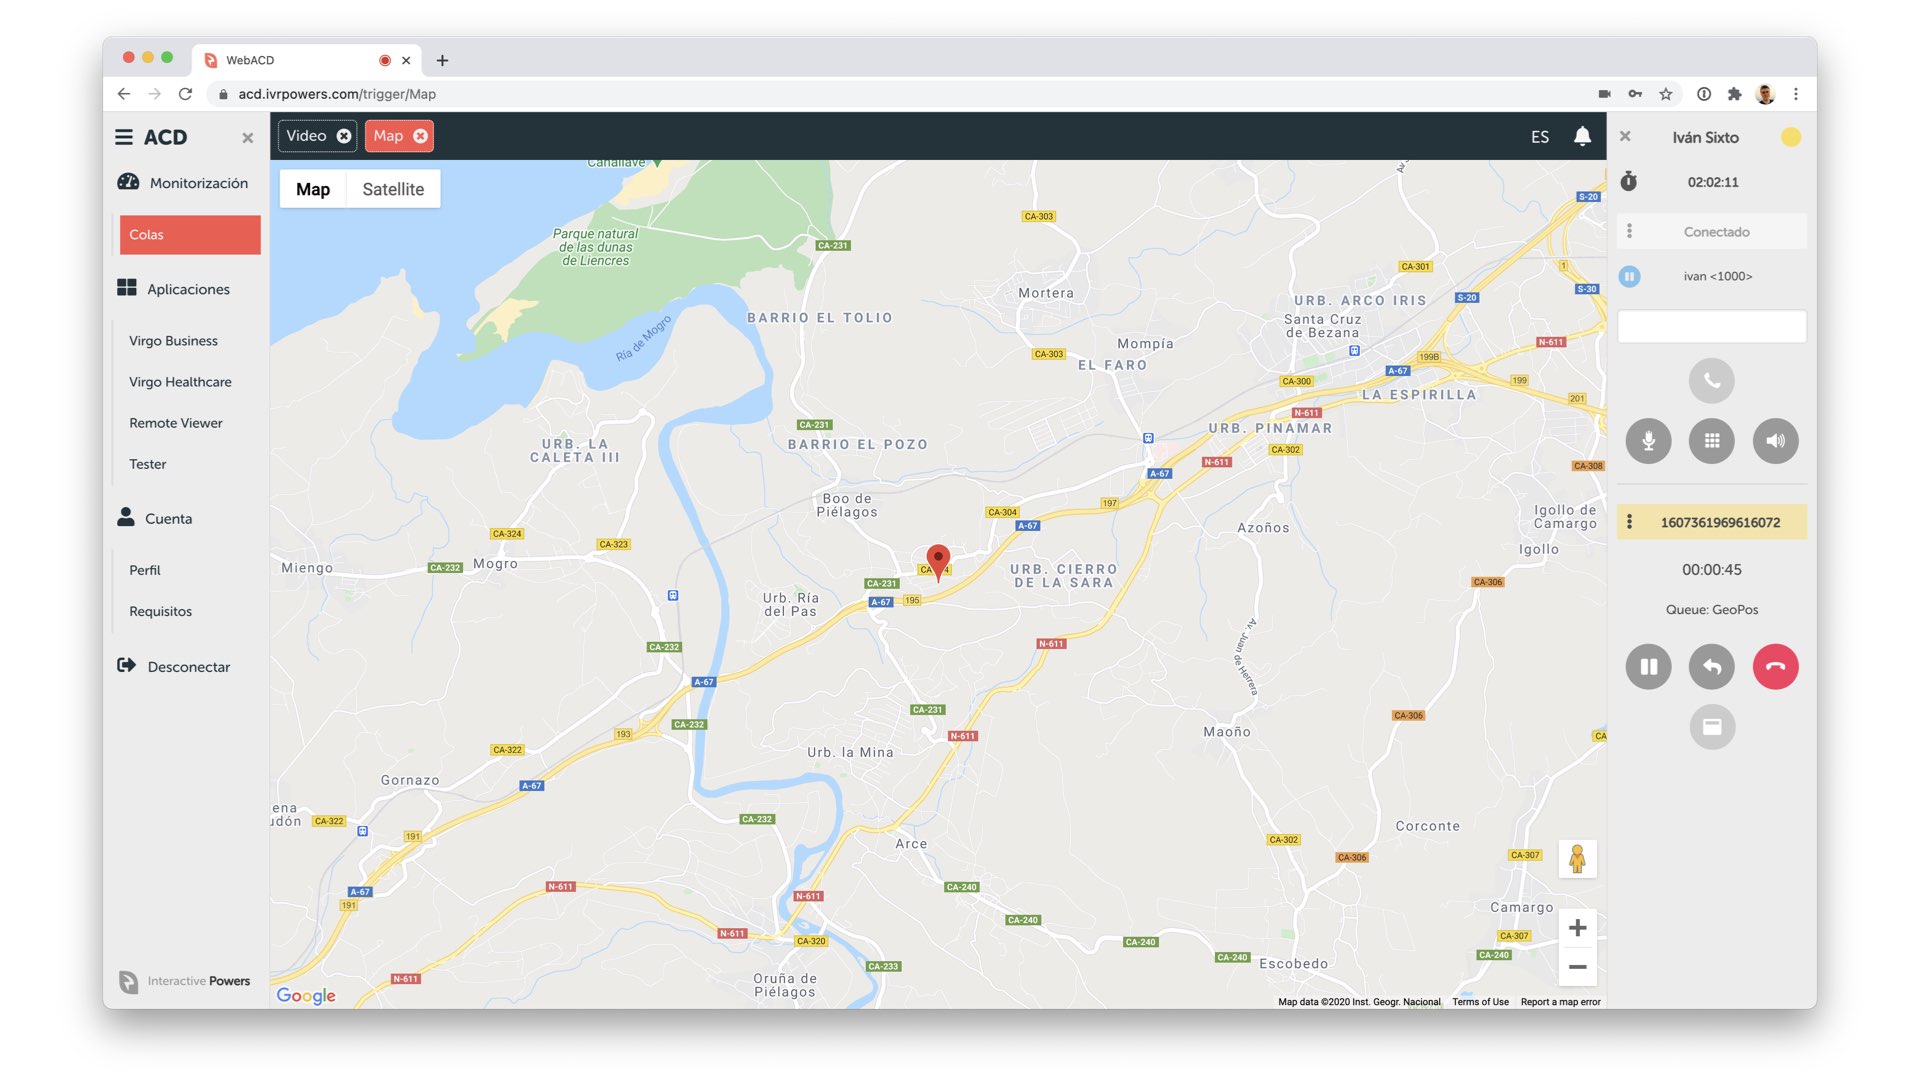 WebACD
acd.ivrpowers.com/trigger/Map
ACD
Monitorización
Colas
Aplicaciones
Virgo Business
Virgo Healthcare
Remote Viewer
Tester
Cuenta
Perfil
Requisitos
Desconectar
Interactive Powers
Video
Map
ES
Map
Satellite
Canallave
Parque natural
de las dunas
de Liencres
CA-231
CA-303
S-20
CA-301
S-20
1
S-30
Mortera
URB. ARCO IRIS
Santa Cruz
de Bezana
BARRIO EL TOLIO
Ría de Mogro
Mompía
CA-303
EL FARO
N-611
199B
A-67
CA-300
199
LA ESPIRILLA
201
N-611
CA-231
URB. PINAMAR
BARRIO EL POZO
URB. LA
CALETA III
CA-302
N-611
CA-308
A-67
Boo de
Piélagos
197
CA-304
A-67
Igollo de
Camargo
Azoños
CA-324
CA-323
Igollo
Miengo
CA-232
Mogro
URB. CIERRO
DE LA SARA
CA-231
CA-306
A-67
195
Urb. Ría
del Pas
Av. Juan
de Herrera
CA-232
N-611
A-67
CA-231
CA-306
CA-232
193
N-611
Maoño
CA
CA-322
Urb. la Mina
Gornazo
A-67
ena
udón
CA-322
CA-232
191
Corconte
CA-302
Arce
CA-306
CA-307
N-611
CA-240
A-67
191
N-611
Camargo
CA-240
N-611
CA-320
CA-240
CA-307
CA-240
CA-240
Escobedo
CA-233
N-611
Oruña de
Piélagos
Google
Map data ©2020 Inst. Geogr. Nacional
Terms of Use
Report a map error
Iván Sixto
02:02:11
Conectado
ivan <1000>
1607361969616072
00:00:45
Queue: GeoPos